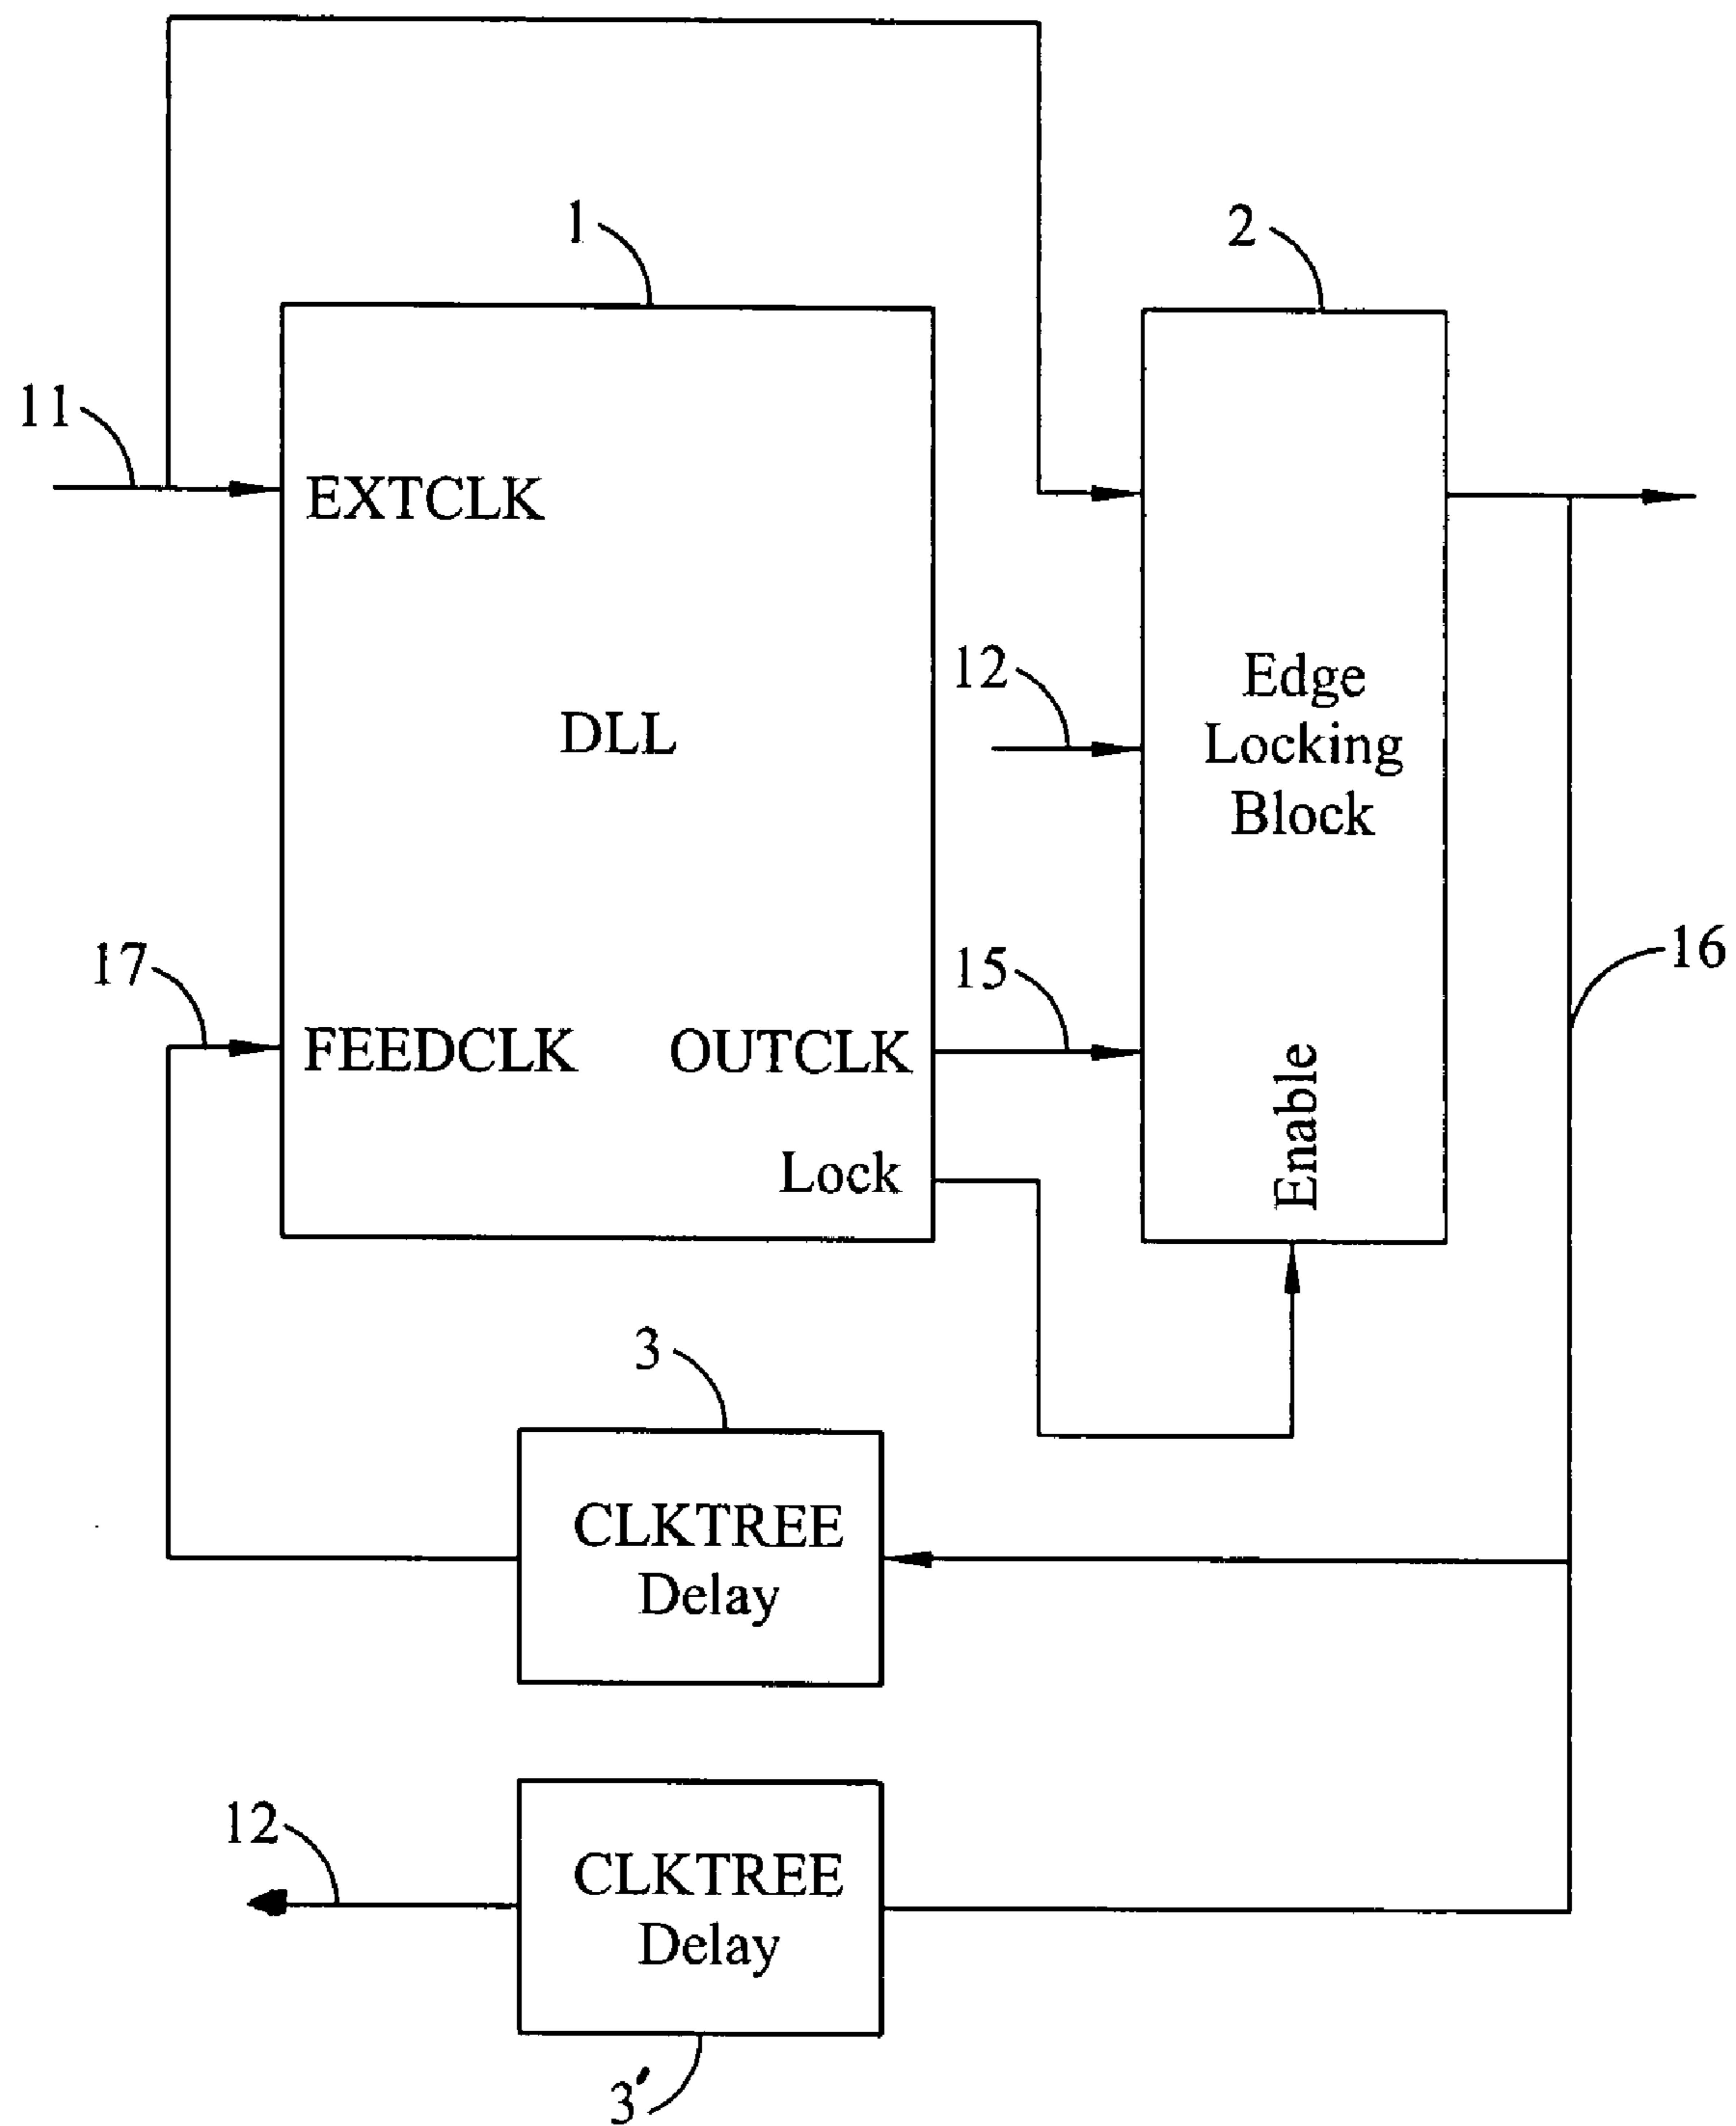 1
2
11
EXTCLK
12
Edge
Locking
Block
DLL
17
15
16
FEEDCLK
OUTCLK
Enable
Lock
3
CLKTREE
Delay
12
CLKTREE
Delay
3'